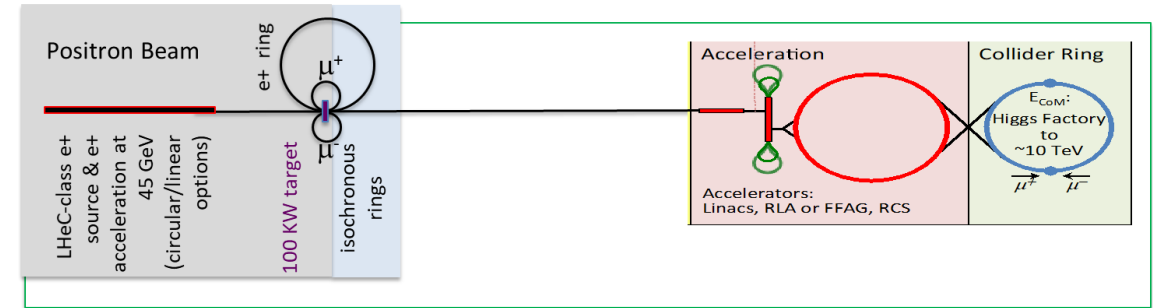 Positron Beam
LHeC-class e+
source & e+
acceleration at
45 GeV
(circular/linear
options)
e+ ring
μ+
μ-
100 KW target
isochronous
rings
Acceleration
Accelerators:
Linacs, RLA or FFAG, RCS
Collider Ring
ECoM:
Higgs Factory
to
~10 TeV
μ+ μ−